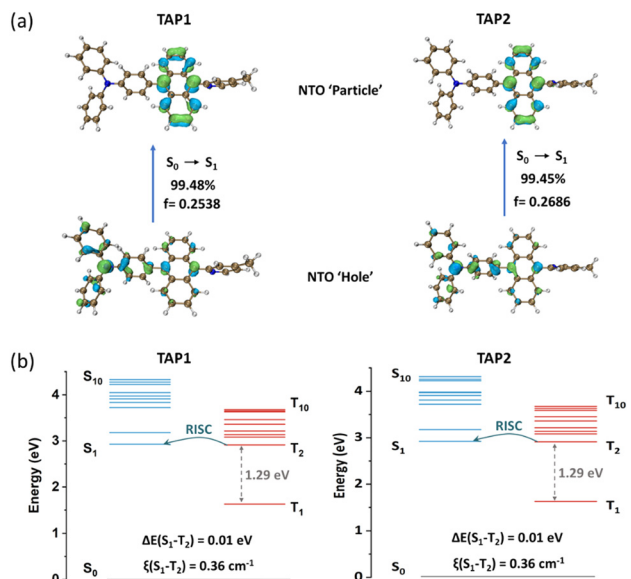 (a)
TAP1
TAP2
NTO 'Particle'
S₀ → S₁
99.48%
f= 0.2538
S₀ → S₁
99.45%
f= 0.2686
NTO 'Hole'
(b)
TAP1
TAP2
Energy (eV)
4
3
2
1
0
S₁₀
S₁
S₀
T₁₀
T₂
T₁
RISC
1.29 eV
ΔE(S₁-T₂) = 0.01 eV
ξ(S₁-T₂) = 0.36 cm⁻¹
Energy (eV)
4
3
2
1
0
S₁₀
S₁
S₀
T₁₀
T₂
T₁
RISC
1.29 eV
ΔE(S₁-T₂) = 0.01 eV
ξ(S₁-T₂) = 0.36 cm⁻¹